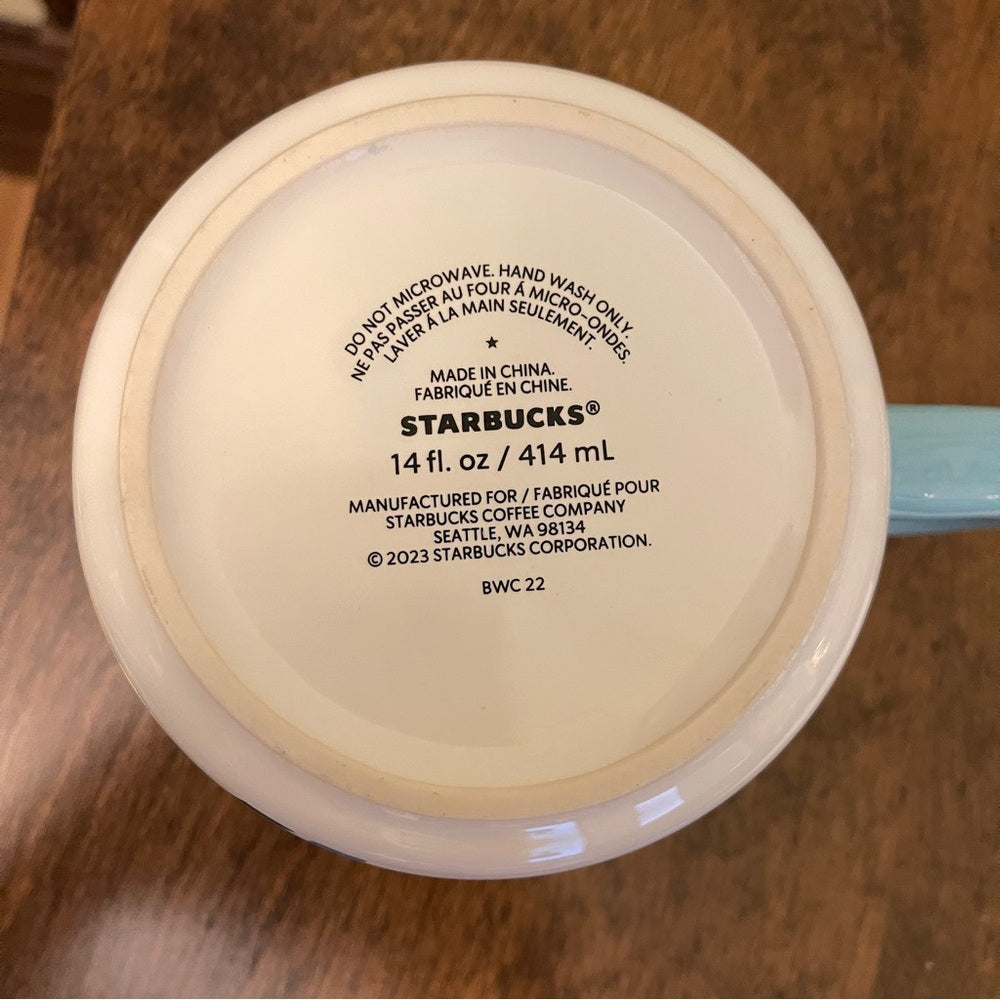 DO NOT MICROWAVE. HAND WASH ONLY.
NE PAS PASSER AU FOUR Á MICRO-ONDES.
LAVER Á LA MAIN SEULEMENT.
MADE IN CHINA.
FABRIQUÉ EN CHINE.
STARBUCKS®
14 fl. oz / 414 mL
MANUFACTURED FOR / FABRIQUÉ POUR
STARBUCKS COFFEE COMPANY
SEATTLE, WA 98134
© 2023 STARBUCKS CORPORATION.
BWC 22